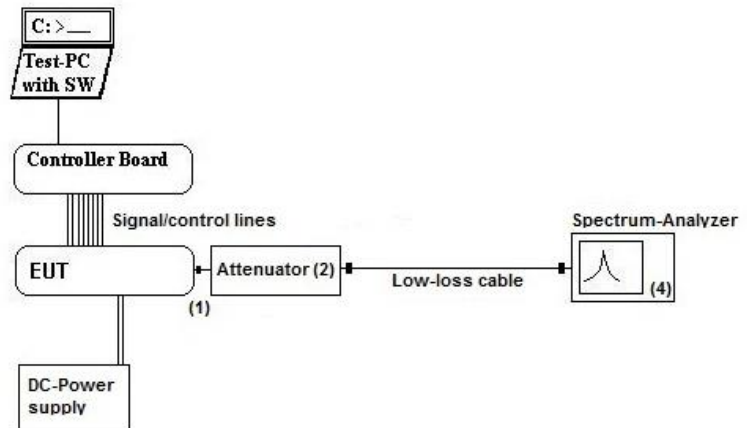 C:>__
Test-PC
with SW
Controller Board
Signal/control lines
Spectrum-Analyzer
EUT
Attenuator (2)
Low-loss cable
(4)
(1)
DC-Power
supply